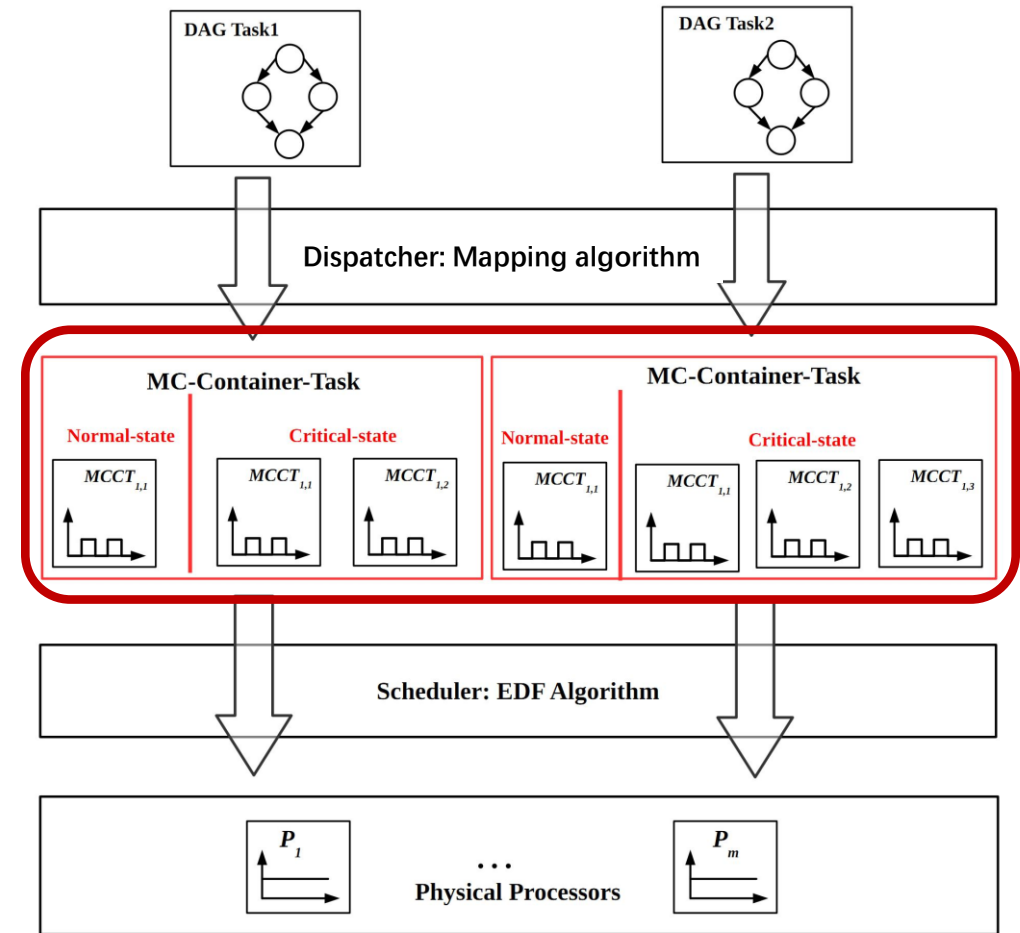 DAG Task1
DAG Task2
Dispatcher: Mapping algorithm
MC-Container-Task
Normal-state
Critical-state
MCCT1,1
MCCT1,1
MCCT1,2
MC-Container-Task
Normal-state
Critical-state
MCCT1,1
MCCT1,1
MCCT1,2
MCCT1,3
Scheduler: EDF Algorithm
P1
...
Pm
Physical Processors